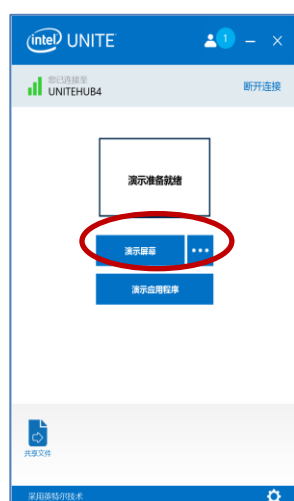 intel UNITE
1
您已连接至
UNITEHUB4
断开连接
演示准备就绪
演示屏幕
演示应用程序
共享文件
采用英特尔技术